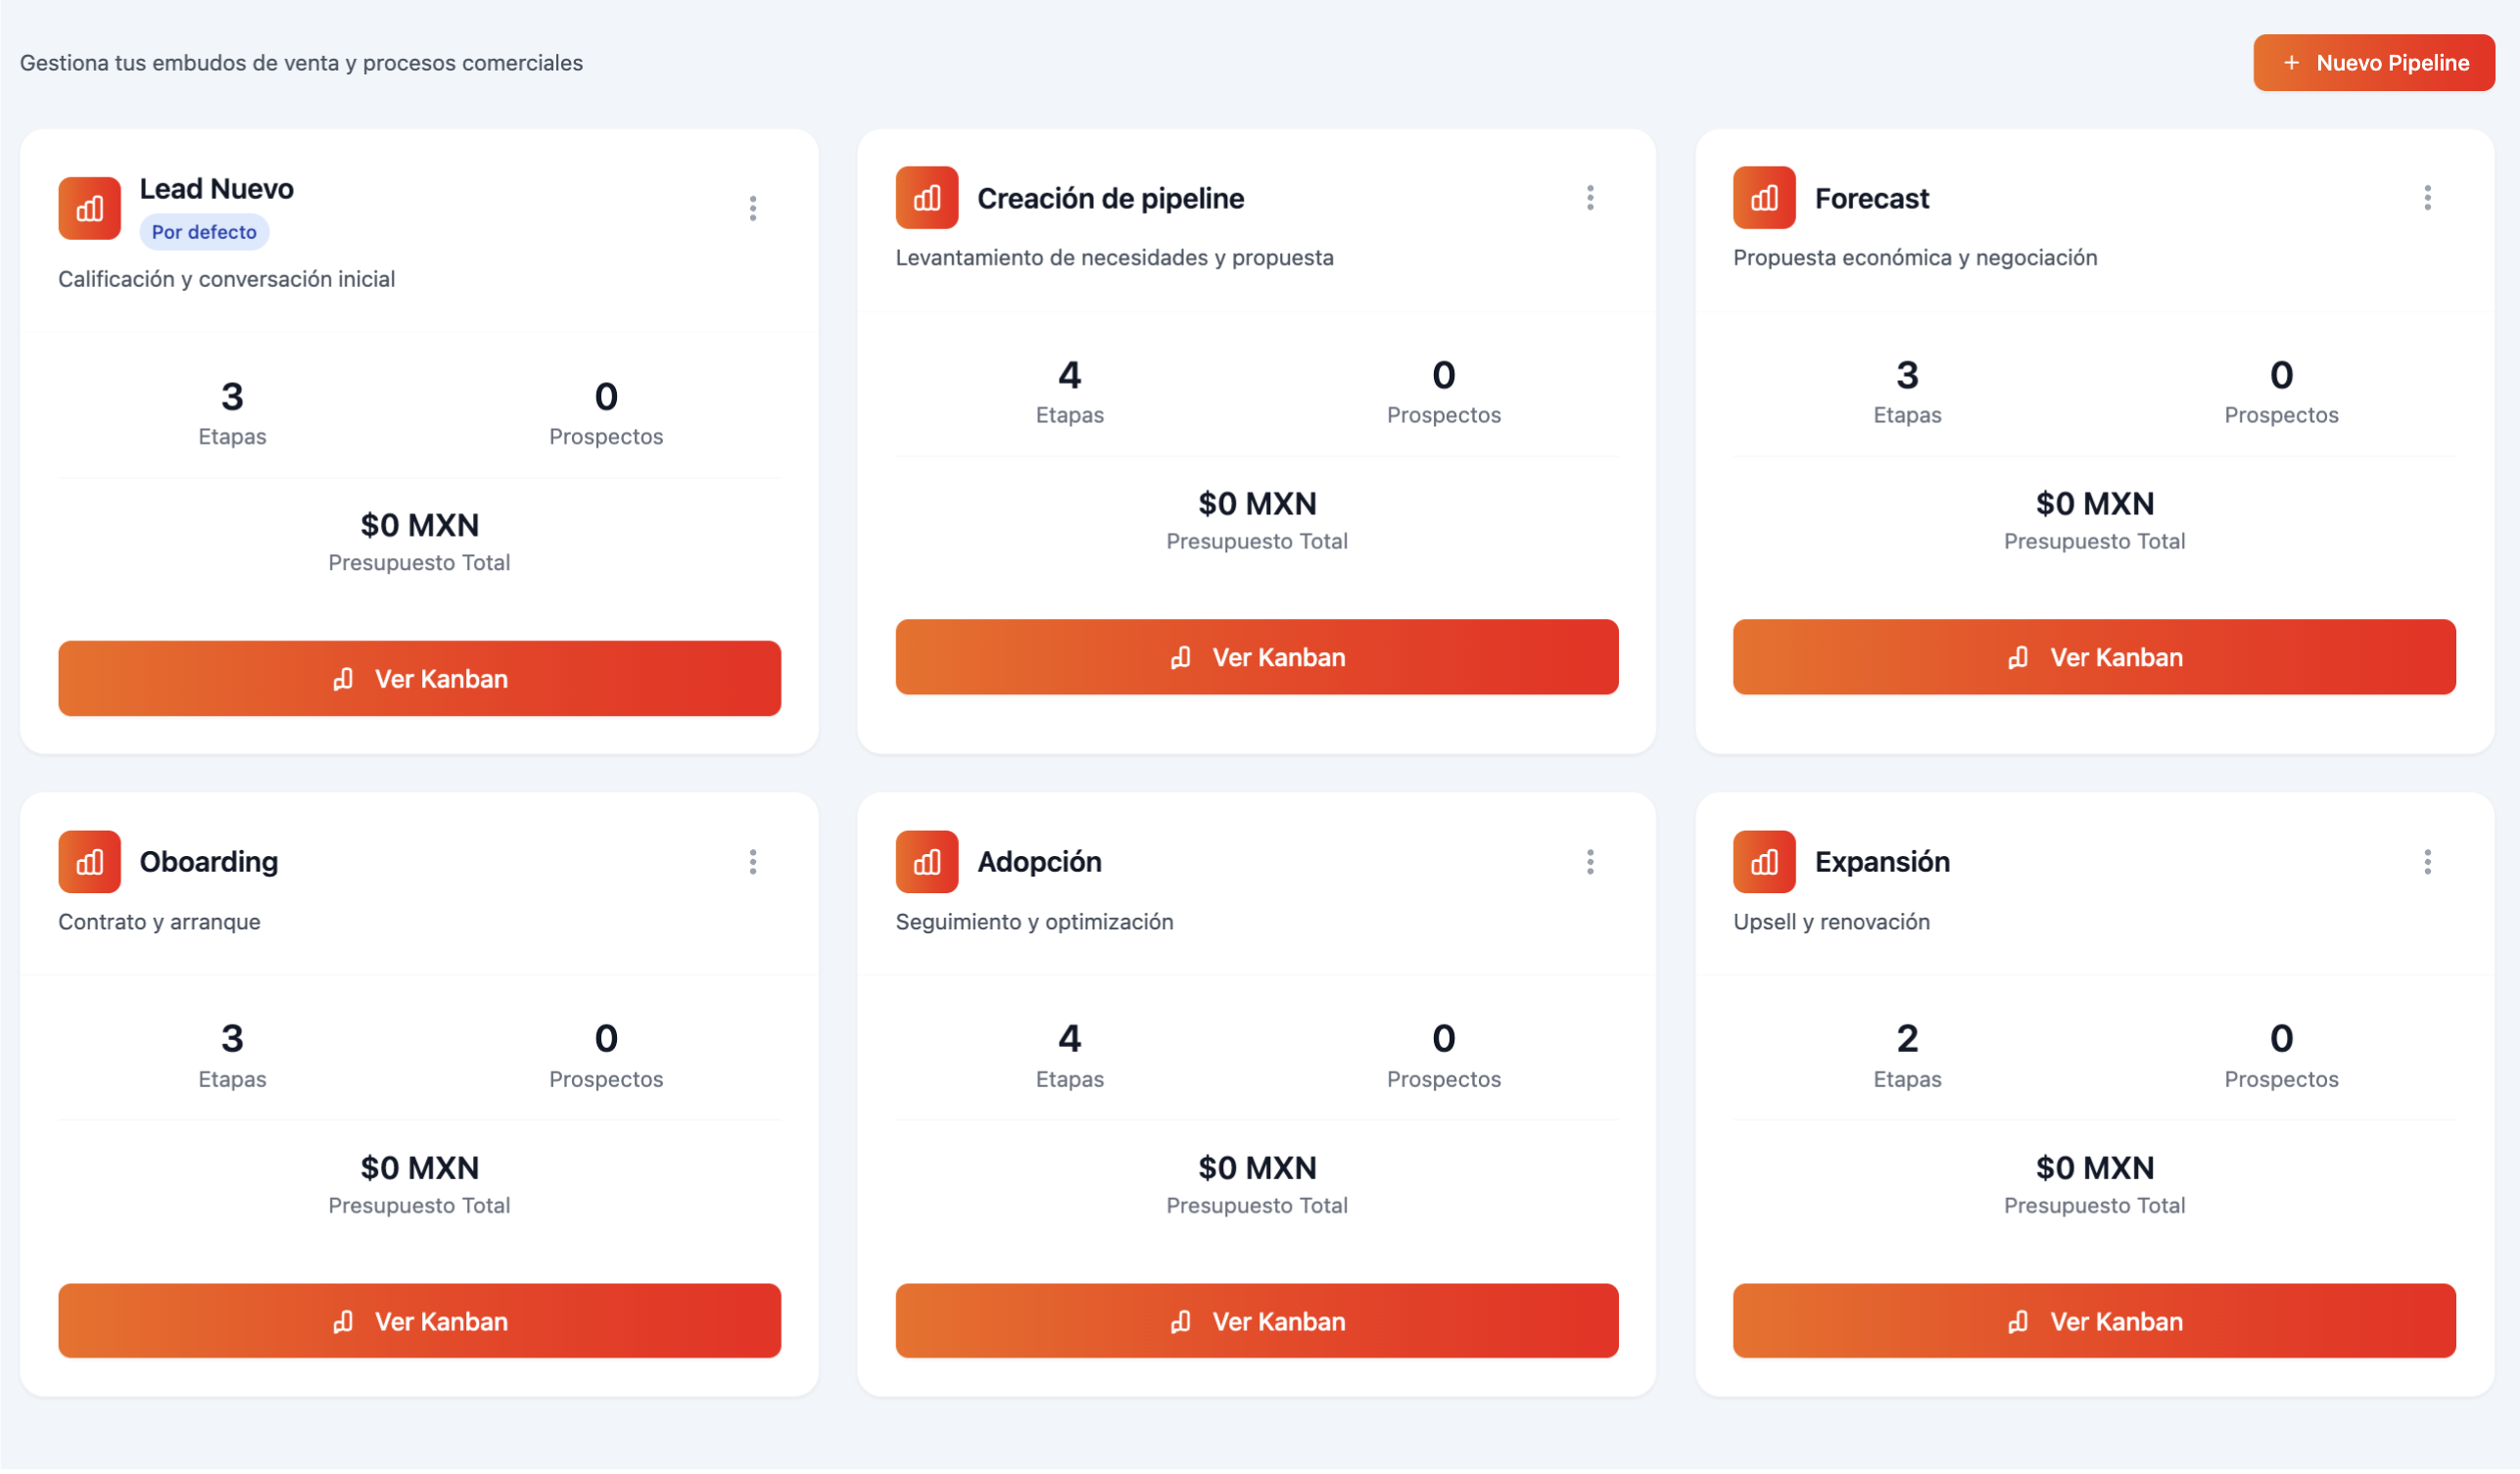 Gestiona tus embudos de venta y procesos comerciales
+ Nuevo Pipeline
Lead Nuevo
Por defecto
Calificación y conversación inicial
3
Etapas
0
Prospectos
$0 MXN
Presupuesto Total
Ver Kanban
Creación de pipeline
Levantamiento de necesidades y propuesta
4
Etapas
0
Prospectos
$0 MXN
Presupuesto Total
Ver Kanban
Forecast
Propuesta económica y negociación
3
Etapas
0
Prospectos
$0 MXN
Presupuesto Total
Ver Kanban
Oboarding
Contrato y arranque
3
Etapas
0
Prospectos
$0 MXN
Presupuesto Total
Ver Kanban
Adopción
Seguimiento y optimización
4
Etapas
0
Prospectos
$0 MXN
Presupuesto Total
Ver Kanban
Expansión
Upsell y renovación
2
Etapas
0
Prospectos
$0 MXN
Presupuesto Total
Ver Kanban